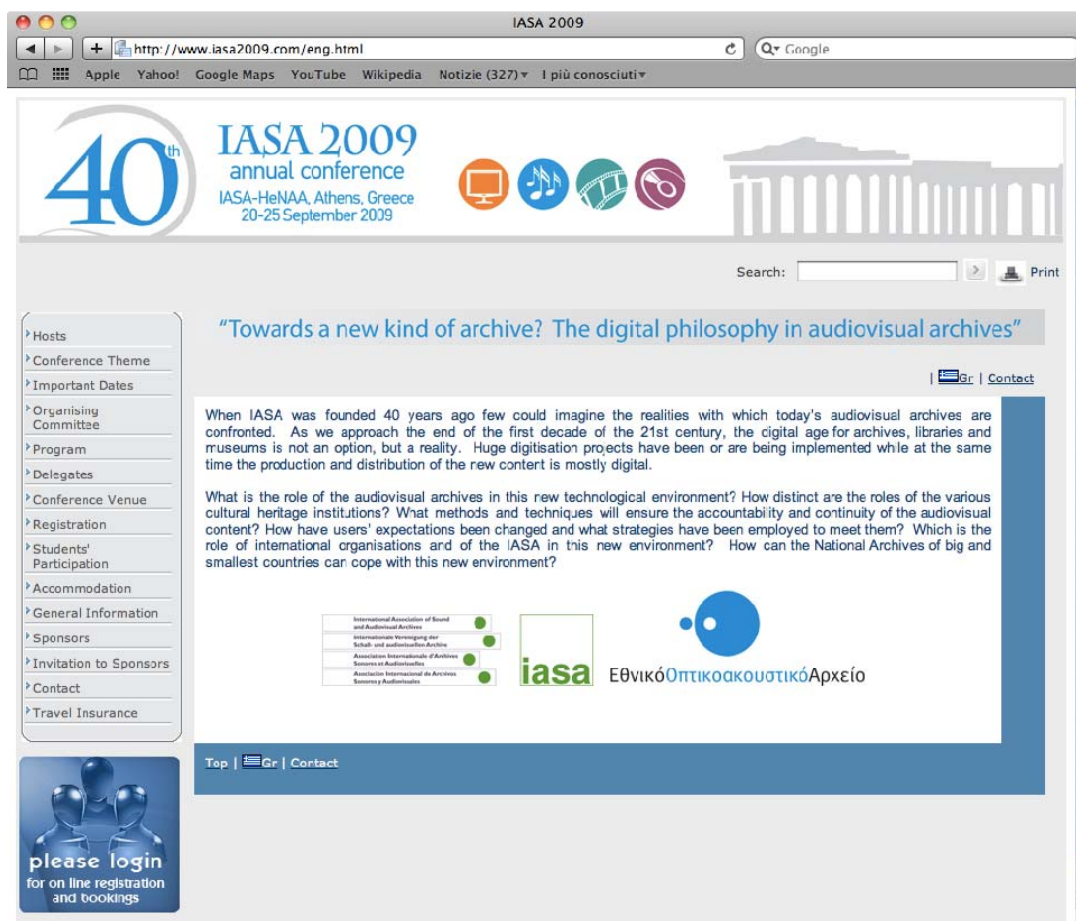 IASA 2009
http://www.iasa2009.com/eng.html
Google
Apple Yahoo! Google Maps YouTube Wikipedia Notizie (327) I più conosciuti
40th
IASA 2009
annual conference
IASA-HeNAA, Athens, Greece
20-25 September 2009
Search:
Print
"Towards a new kind of archive? The digital philosophy in audiovisual archives"
| Gr | Contact
Hosts
Conference Theme
Important Dates
Organising
Committee
Program
Delegates
Conference Venue
Registration
Students'
Participation
Accommodation
General Information
Sponsors
Invitation to Sponsors
Contact
Travel Insurance
When IASA was founded 40 years ago few could imagine the realities with which today's audiovisual archives are
confronted. As we approach the end of the first decade of the 21st century, the digital age for archives, libraries and
museums is not an option, but a reality. Huge digitisation projects have been or are being implemented while at the same
time the production and distribution of the new content is mostly digital.
What is the role of the audiovisual archives in this new technological environment? How distinct are the roles of the various
cultural heritage institutions? What methods and techniques will ensure the accountability and continuity of the audiovisual
content? How have users' expectations been changed and what strategies have been employed to meet them? Which is the
role of international organisations and of the IASA in this new environment? How can the National Archives of big and
smallest countries can cope with this new environment?
International Association of Sound
and Audiovisual Archives
Internationale Vereinigung der
Schall- und audiovisuellen Archive
Association Internationale d'Archives
Sonores et Audiovisuelles
Asociación Internacional de Archivos
Sonoros y Audiovisuales
iasa
ΕθνικόΟπτικοακουστικόΑρχείο
Top | Gr | Contact
please login
for on line registration
and bookings